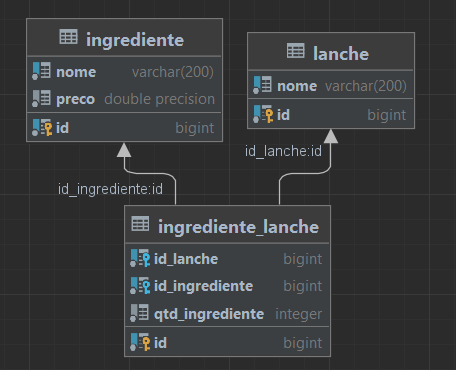 ingrediente
nome varchar(200)
preco double precision
id bigint
lanche
nome varchar(200)
id bigint
id_lanche:id
id_ingrediente:id
ingrediente_lanche
id_lanche bigint
id_ingrediente bigint
qtd_ingrediente integer
id bigint